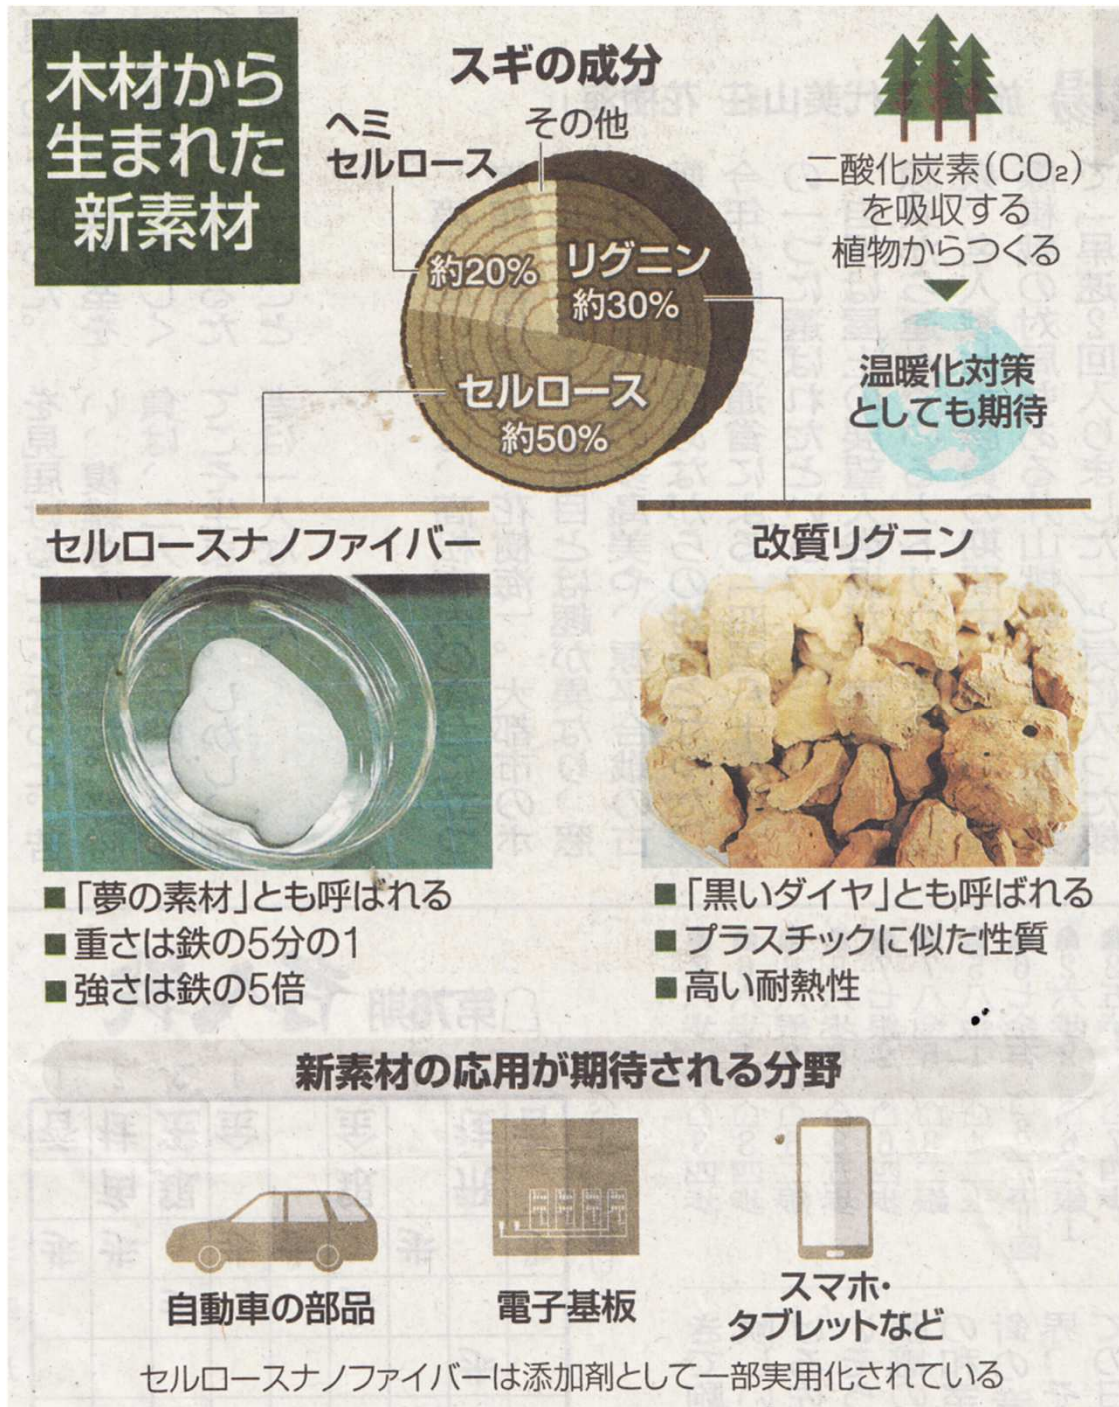 木材から
生まれた
新素材
スギの成分
ヘミ
セルロース
その他
約20%
リグニン
約30%
セルロース
約50%
二酸化炭素(CO₂)
を吸収する
植物からつくる
温暖化対策
としても期待
セルロースナノファイバー
■「夢の素材」とも呼ばれる
■重さは鉄の5分の1
■強さは鉄の5倍
改質リグニン
■「黒いダイヤ」とも呼ばれる
■プラスチックに似た性質
■高い耐熱性
新素材の応用が期待される分野
自動車の部品
電子基板
スマホ・
タブレットなど
セルロースナノファイバーは添加剤として一部実用化されている